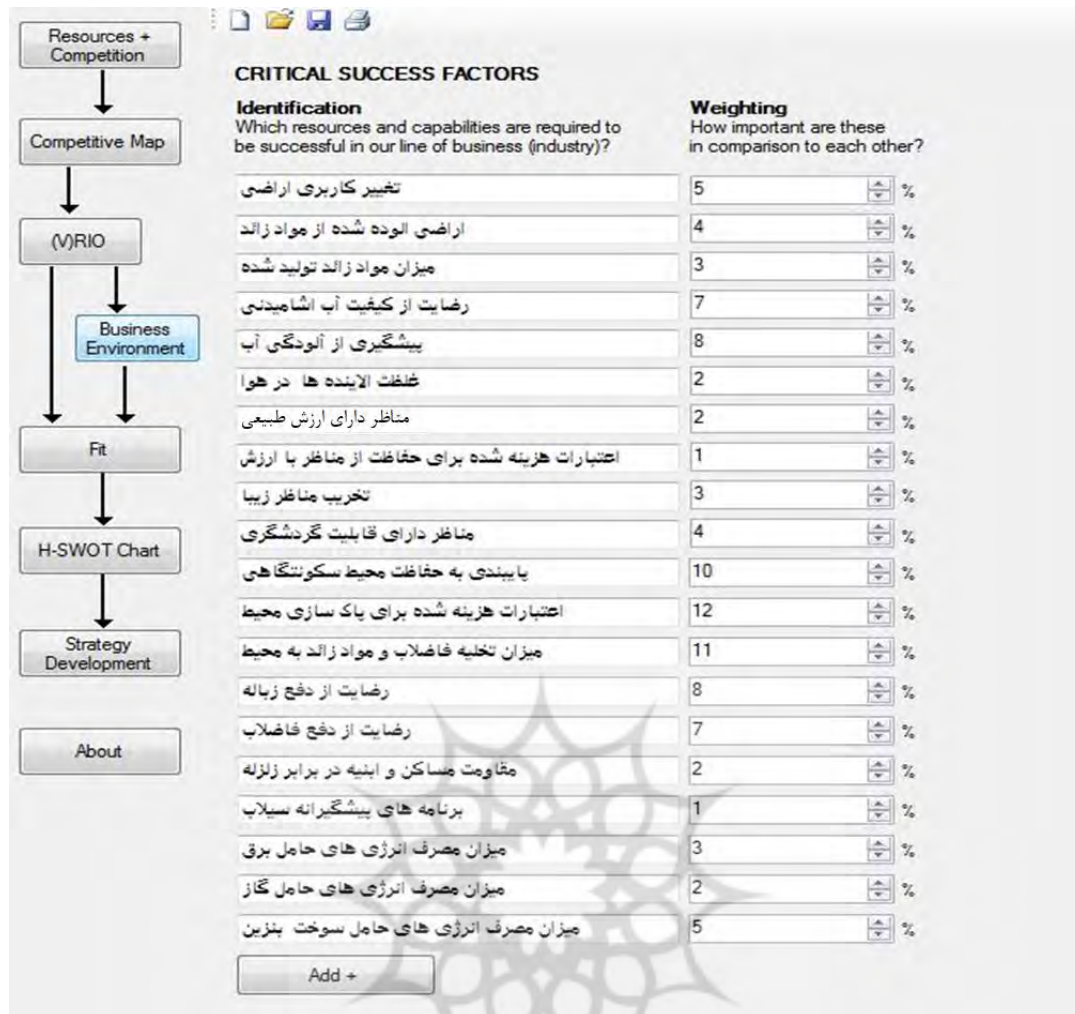 Resources +
Competition
Competitive Map
(V)RIO
Business
Environment
Fit
H-SWOT Chart
Strategy
Development
About
CRITICAL SUCCESS FACTORS
Identification
Which resources and capabilities are required to
be successful in our line of business (industry)?
Weighting
How important are these
in comparison to each other?
تغییر کاربری اراضی 5 %
اراضی الوده شده از مواد زائد 4 %
میزان مواد زائد تولید شده 3 %
رضایت از کیفیت آب اشامیدنی 7 %
پیشگیری از آلودگی آب 8 %
غلظت الاینده ها در هوا 2 %
مناظر دارای ارزش طبیعی 2 %
اعتبارات هزینه شده برای حفاظت از مناظر با ارزش 1 %
تخریب مناظر زیبا 3 %
مناظر دارای قابلیت گردشگری 4 %
پایبندی به حفاظت محیط سکونتگاهی 10 %
اعتبارات هزینه شده برای پاک سازی محیط 12 %
میزان تخلیه فاضلاب و مواد زائد به محیط 11 %
رضایت از دفع زباله 8 %
رضایت از دفع فاضلاب 7 %
مقاومت مساکن و ابنیه در برابر زلزله 2 %
برنامه های پیشگیرانه سیلاب 1 %
میزان مصرف انرژی های حامل برق 3 %
میزان مصرف انرژی های حامل گاز 2 %
میزان مصرف انرژی های حامل سوخت بنزین 5 %
Add +